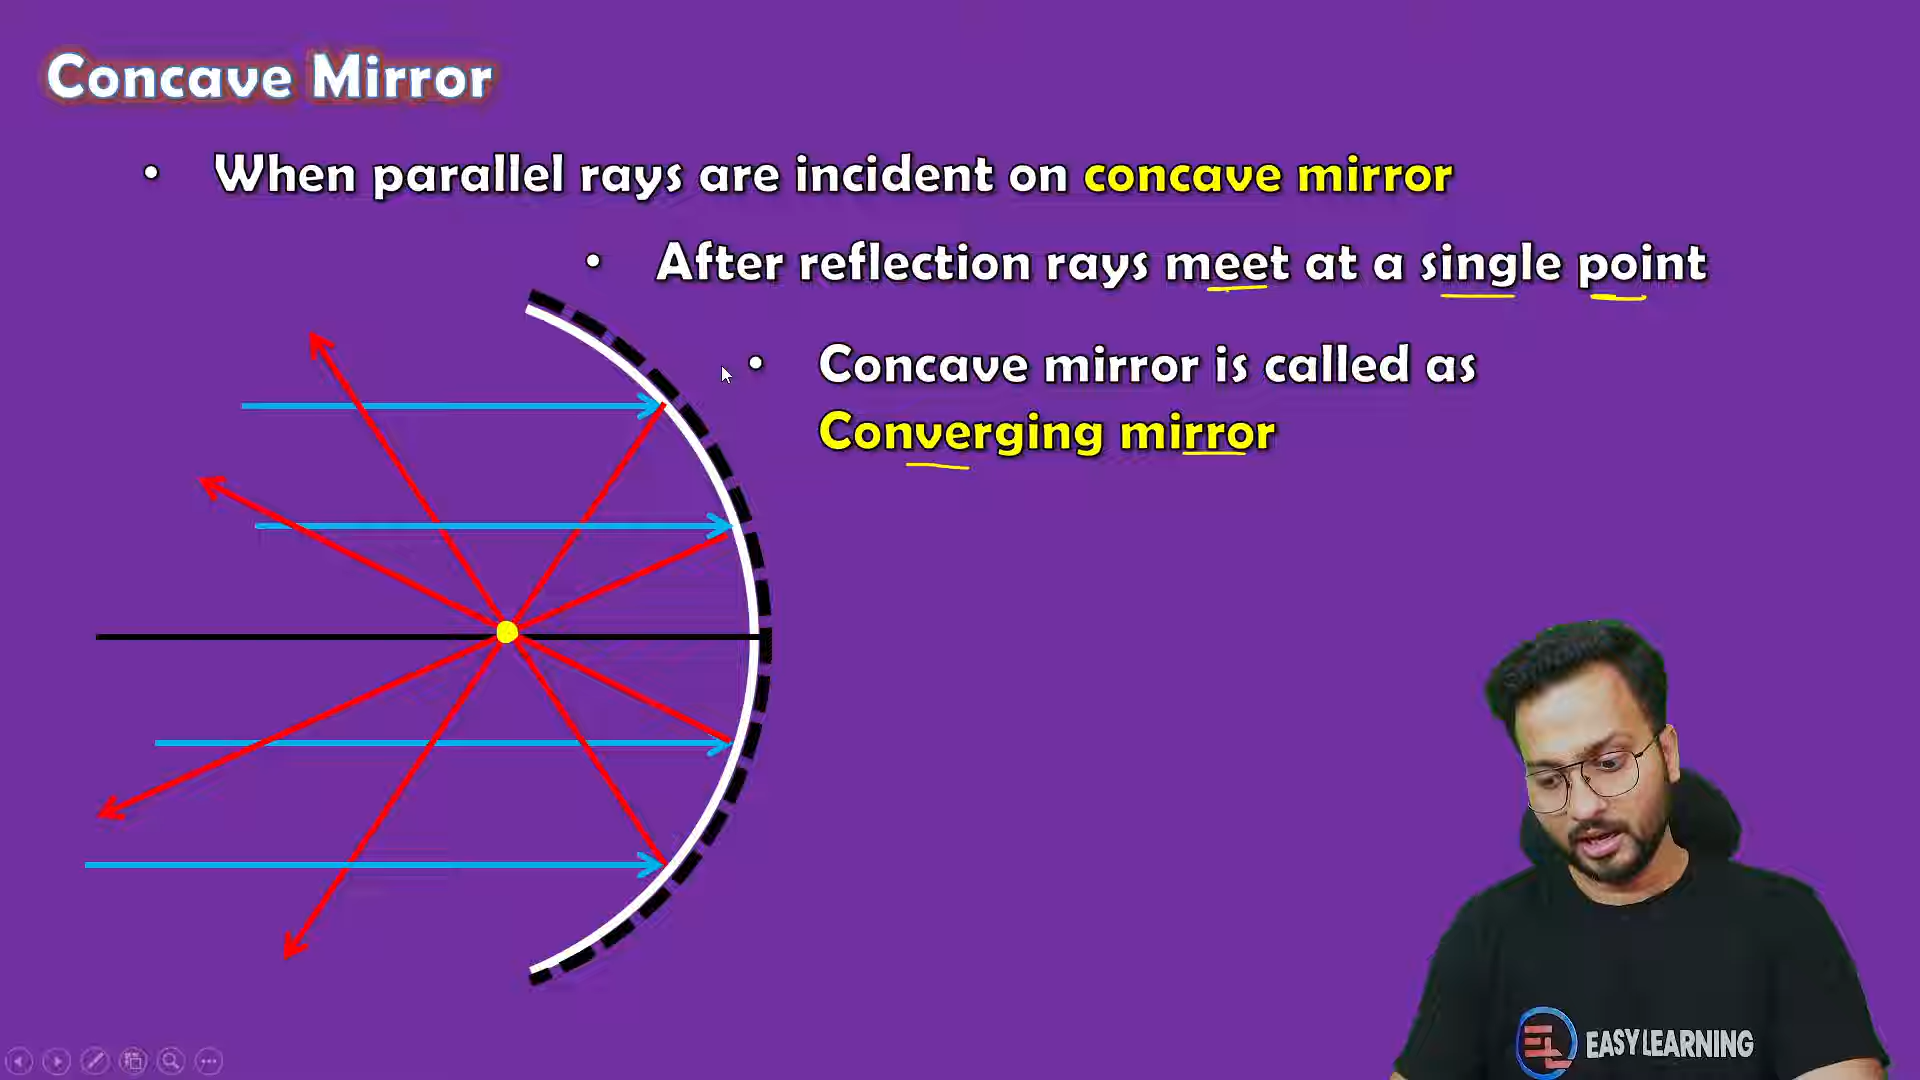 Concave Mirror
• When parallel rays are incident on concave mirror
• After reflection rays meet at a single point
• Concave mirror is called as
Converging mirror
EL EASY LEARNING